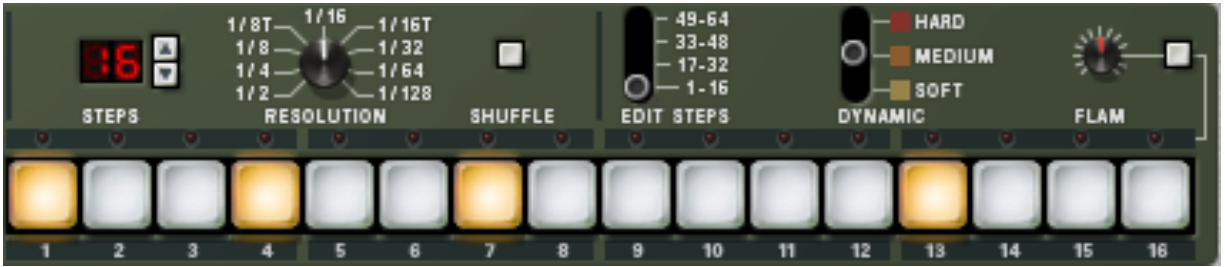 16
STEPS
1/2
1/4
1/8
1/8T
1/16
1/16T
1/32
1/64
1/128
RESOLUTION
SHUFFLE
49-64
33-48
17-32
1-16
EDIT STEPS
HARD
MEDIUM
SOFT
DYNAMIC
FLAM
1 2 3 4 5 6 7 8 9 10 11 12 13 14 15 16